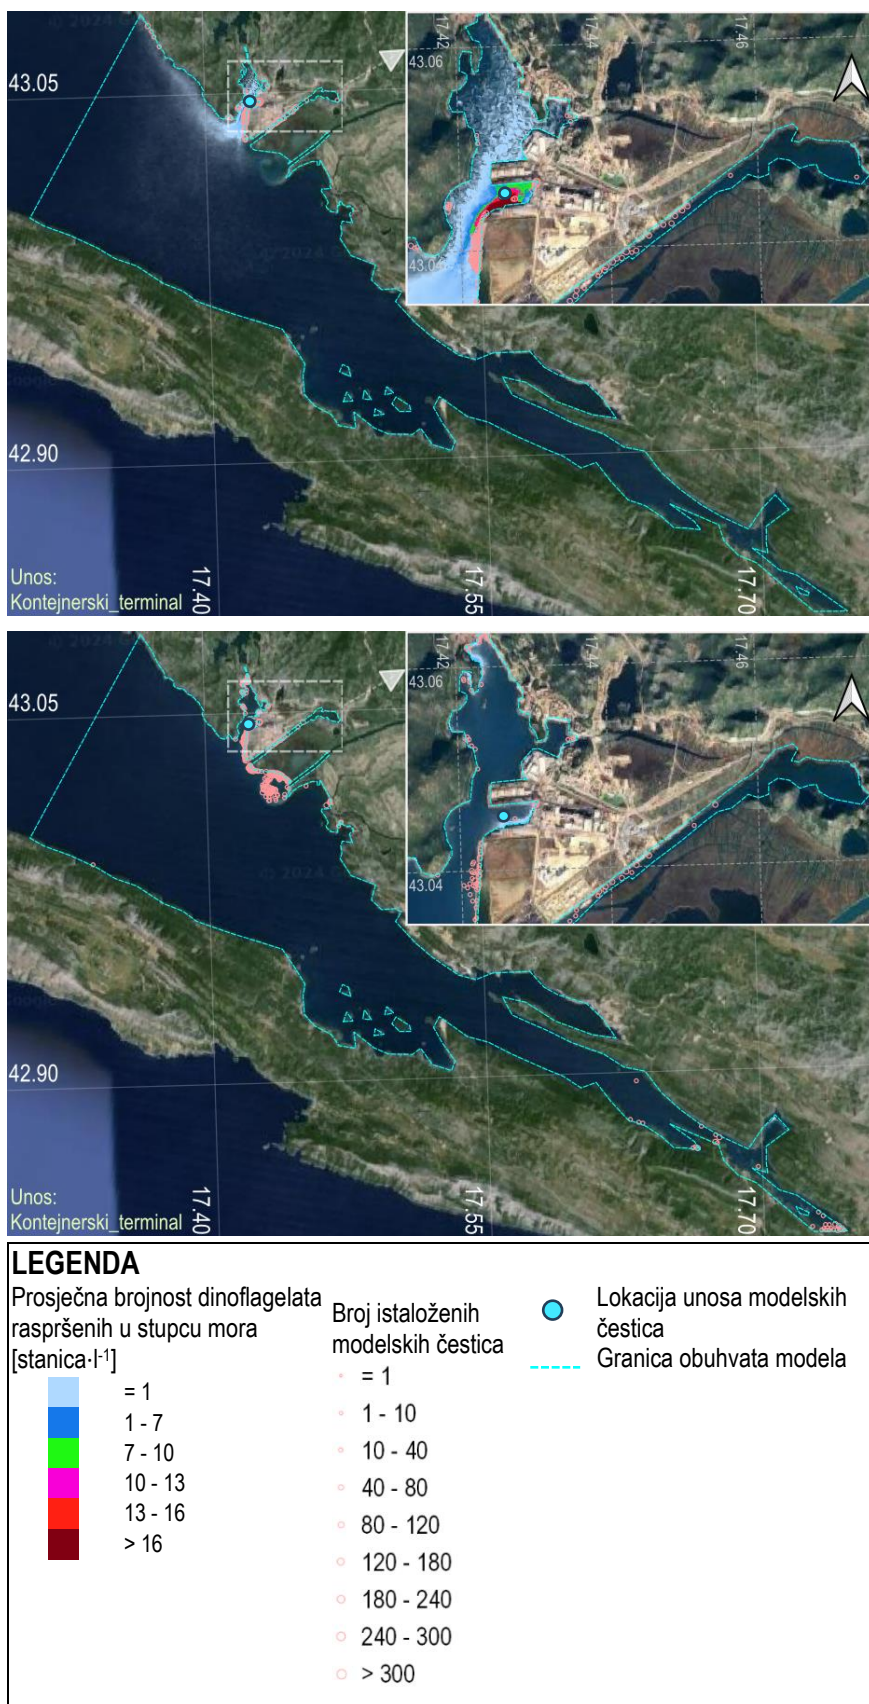 © 2024 G
43.05
17.42
17.44
17.46
43.06
43.04
42.90
17.40
17.55
17.70
Unos:
Kontejnerski_terminal
43.05
17.42
17.44
17.46
43.06
43.04
© 2024 G
42.90
17.40
17.55
17.70
Unos:
Kontejnerski_terminal
LEGENDA
Prosječna brojnost dinoflagelata
raspršenih u stupcu mora
[stanica·l-1]
= 1
1 - 7
7 - 10
10 - 13
13 - 16
> 16
Broj istaloženih
modelskih čestica
= 1
1 - 10
10 - 40
40 - 80
80 - 120
120 - 180
180 - 240
240 - 300
> 300
Lokacija unosa modelskih
čestica
Granica obuhvata modela